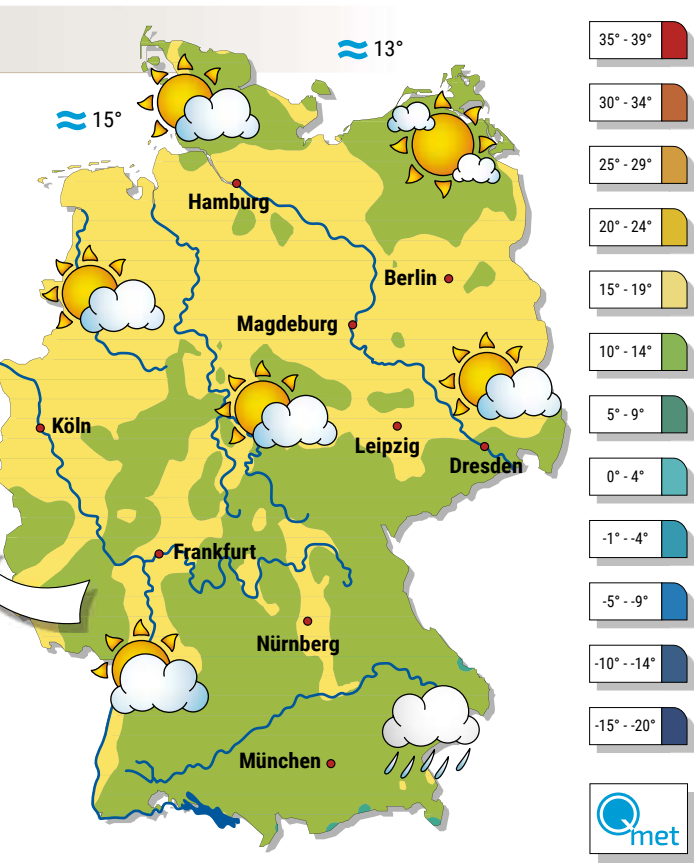 13°
15°
Hamburg
Berlin
Magdeburg
Köln
Leipzig
Dresden
Frankfurt
Nürnberg
München
35° - 39°
30° - 34°
25° - 29°
20° - 24°
15° - 19°
10° - 14°
5° - 9°
0° - 4°
-1° - -4°
-5° - -9°
-10° - -14°
-15° - -20°
Qmet